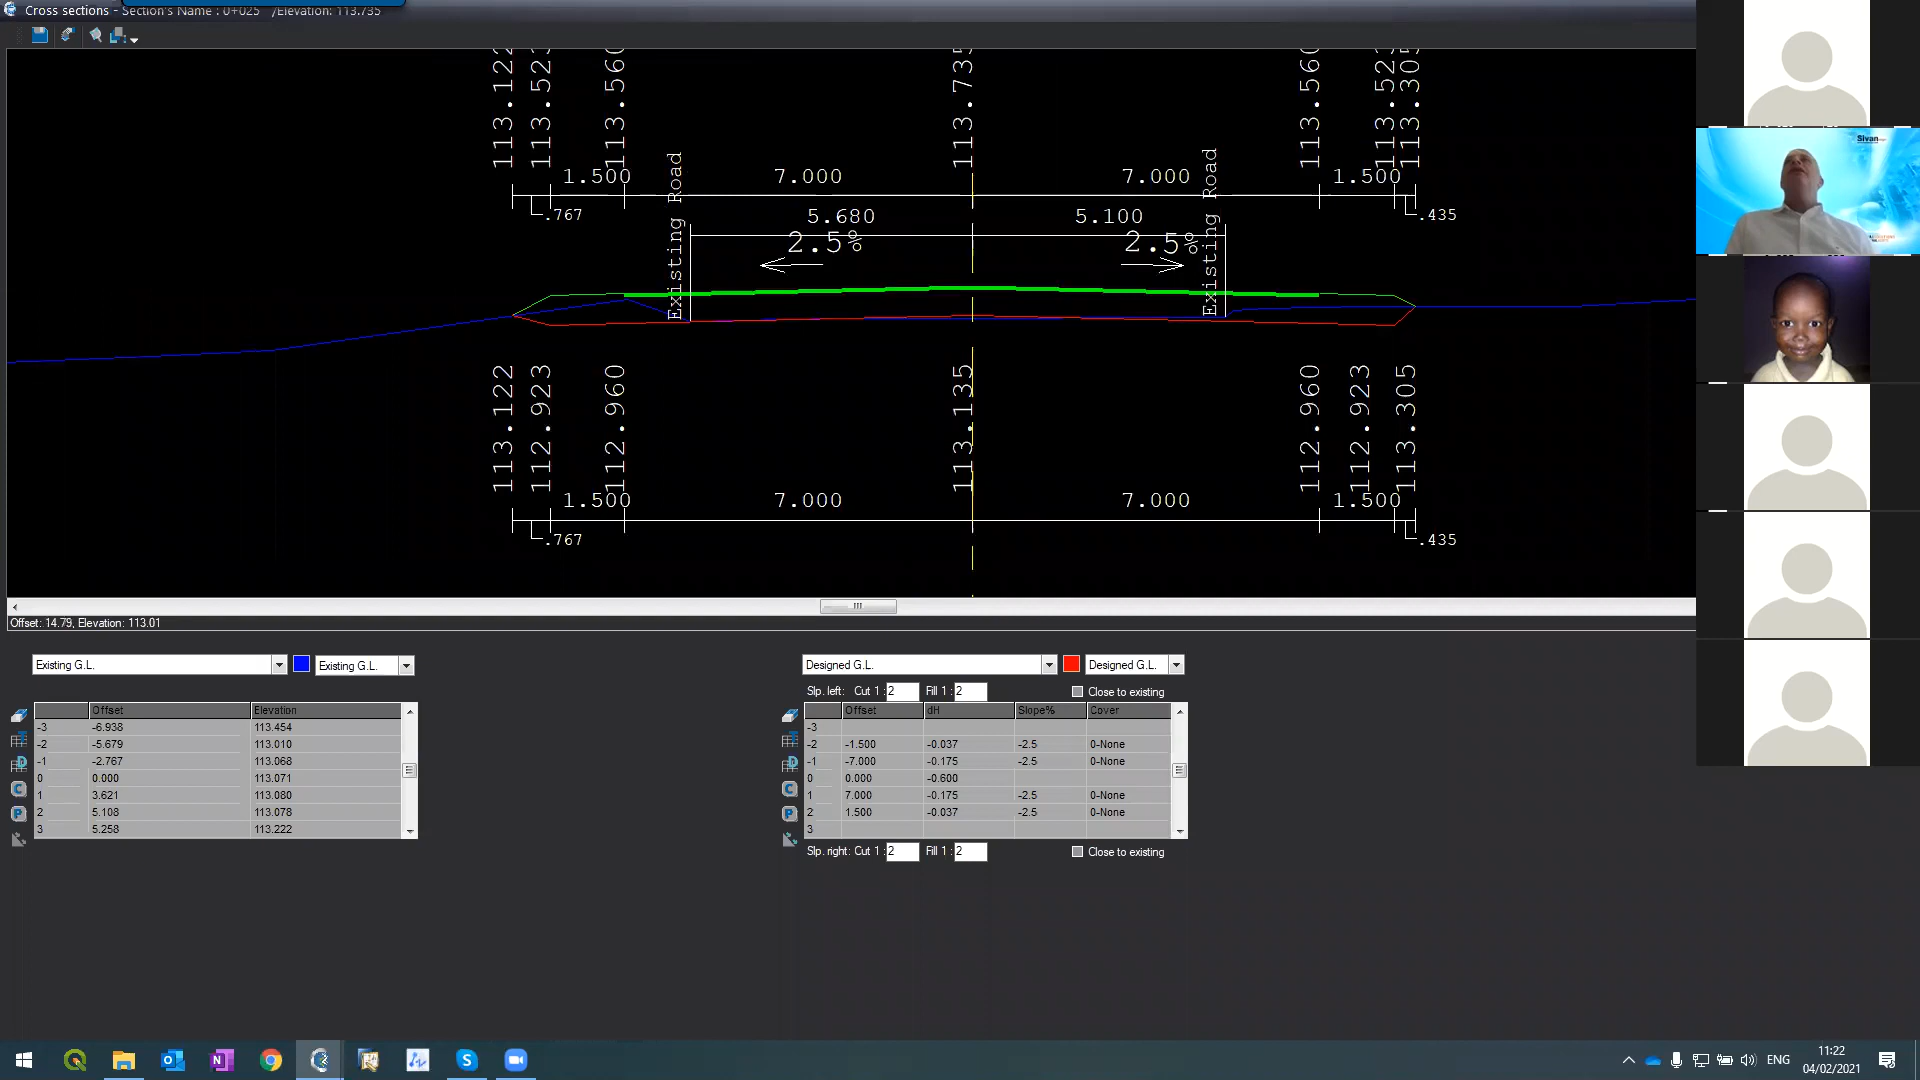 Cross sections - Section's Name : 0+025 /Elevation: 113.735
113.122
113.523
113.560
113.735
113.560
113.523
113.305
Existing Road
Existing Road
1.500 7.000 7.000 1.500
.767 5.680 5.100 .435
2.5% 2.5%
113.122
112.923
112.960
113.135
112.960
112.923
113.305
1.500 7.000 7.000 1.500
.767 .435
Offset: 14.79, Elevation: 113.01
Existing G.L. Existing G.L.
Offset Elevation
-3 -6.938 113.454
-2 -5.679 113.010
-1 -2.767 113.068
0 0.000 113.071
1 3.621 113.080
2 5.108 113.078
3 5.258 113.222
Designed G.L. Designed G.L.
Slp. left: Cut 1 : 2 Fill 1 : 2 Close to existing
Offset dH Slope% Cover
-3
-2 -1.500 -0.037 -2.5 0-None
-1 -7.000 -0.175 -2.5 0-None
0 0.000 -0.600
1 7.000 -0.175 -2.5 0-None
2 1.500 -0.037 -2.5 0-None
3
Slp. right: Cut 1 : 2 Fill 1 : 2 Close to existing
Sivan
ENG
11:22
04/02/2021